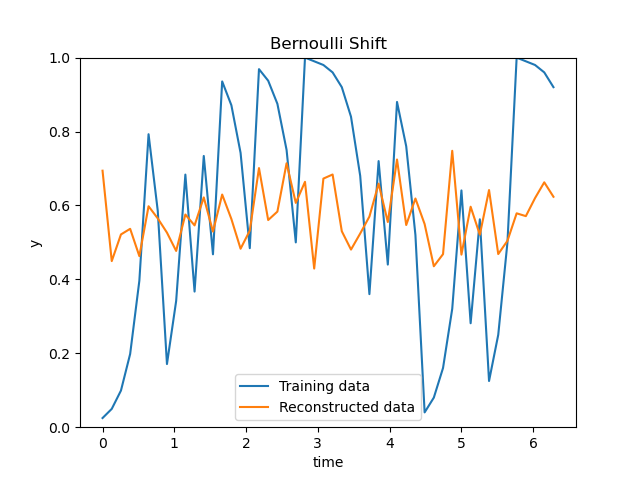 Bernoulli Shift
1.0
0.8
0.6
0.4
0.2
0.0
y
Training data
Reconstructed data
0 1 2 3 4 5 6
time